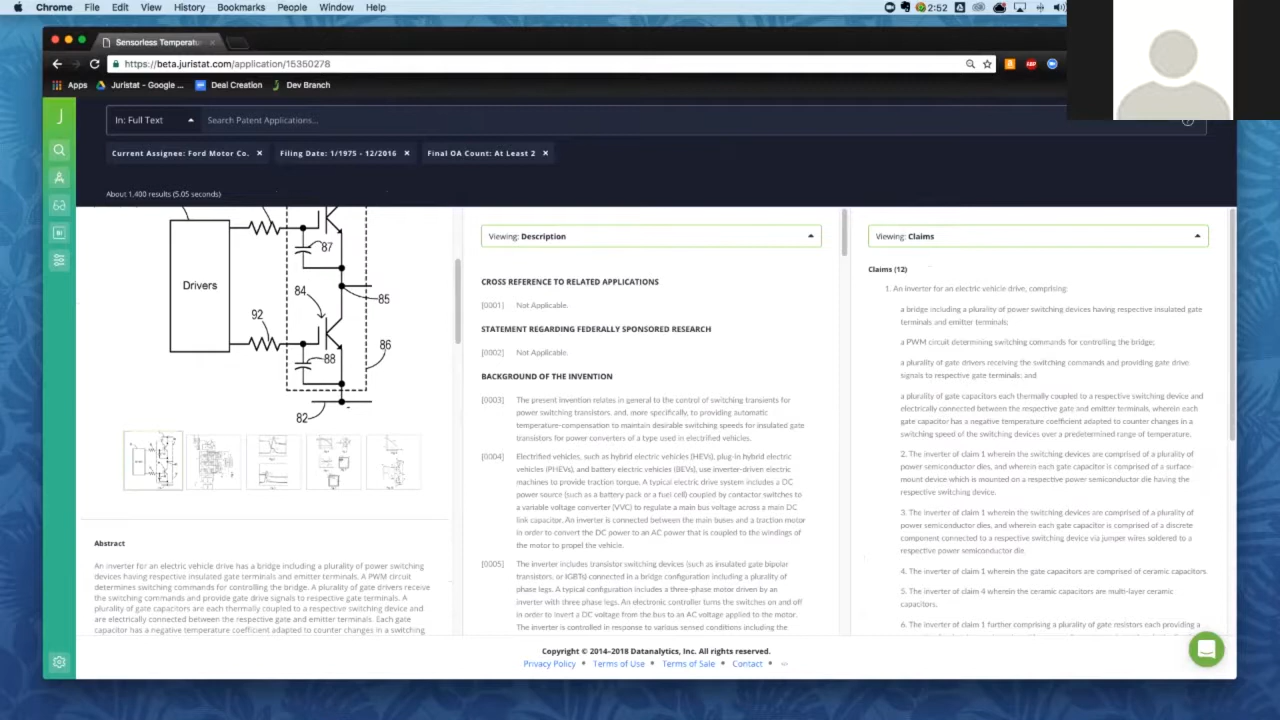 Chrome File Edit View History Bookmarks People Window Help 2:52
Sensorless Temperatu
https://beta.juristat.com/application/15360278
Apps Juristat - Google ... Deal Creation Dev Branch
J
In: Full Text Search Patent Applications...
Current Assignee: Ford Motor Co. × Filing Date: 1/1975 - 12/2016 × Final OA Count: At Least 2 ×
About 1,400 results (5.05 seconds)
Drivers
87
84
85
92
86
88
82
Abstract
An inverter for an electric vehicle drive has a bridge including a plurality of power switching
devices having respective insulated gate terminals and emitter terminals. A PWM circuit
determines switching commands for controlling the bridge. A plurality of gate drivers receive
the switching commands and provide gate drive signals to respective gate terminals. A
plurality of gate capacitors are each thermally coupled to a respective switching device and
are electrically connected between the respective gate and emitter terminals. Each gate
capacitor has a negative temperature coefficient adapted to counter changes in a switching
Viewing: Description
CROSS REFERENCE TO RELATED APPLICATIONS
[0001] Not Applicable.
STATEMENT REGARDING FEDERALLY SPONSORED RESEARCH
[0002] Not Applicable.
BACKGROUND OF THE INVENTION
[0003] The present invention relates in general to the control of switching transients for
power switching transistors, and, more specifically, to providing automatic
temperature-compensation to maintain desirable switching speeds for insulated gate
transistors for power converters of a type used in electrified vehicles.
[0004] Electrified vehicles, such as hybrid electric vehicles (HEVs), plug-in hybrid electric
vehicles (PHEVs), and battery electric vehicles (BEVs), use inverter-driven electric
machines to provide traction torque. A typical electric drive system includes a DC
power source (such as a battery pack or a fuel cell) coupled by contactor switches to
a variable voltage converter (VVC) to regulate a main bus voltage across a main DC
link capacitor. An inverter is connected between the main buses and a traction motor
in order to convert the DC power to an AC power that is coupled to the windings of
the motor to propel the vehicle.
[0005] The inverter includes transistor switching devices (such as insulated gate bipolar
transistors, or IGBTs) connected in a bridge configuration including a plurality of
phase legs. A typical configuration includes a three-phase motor driven by an
inverter with three phase legs. An electronic controller turns the switches on and off
in order to invert a DC voltage from the bus to an AC voltage applied to the motor.
The inverter is controlled in response to various sensed conditions including the
Viewing: Claims
Claims (12)
1. An inverter for an electric vehicle drive, comprising:
a bridge including a plurality of power switching devices having respective insulated gate
terminals and emitter terminals;
a PWM circuit determining switching commands for controlling the bridge;
a plurality of gate drivers receiving the switching commands and providing gate drive
signals to respective gate terminals; and
a plurality of gate capacitors each thermally coupled to a respective switching device and
electrically connected between the respective gate and emitter terminals, wherein each
gate capacitor has a negative temperature coefficient adapted to counter changes in a
switching speed of the switching devices over a predetermined range of temperature.
2. The inverter of claim 1 wherein the switching devices are comprised of a plurality of
power semiconductor dies, and wherein each gate capacitor is comprised of a surface-
mount device which is mounted on a respective power semiconductor die having the
respective switching device.
3. The inverter of claim 1 wherein the switching devices are comprised of a plurality of
power semiconductor dies, and wherein each gate capacitor is comprised of a discrete
component connected to a respective switching device via jumper wires soldered to a
respective power semiconductor die.
4. The inverter of claim 1 wherein the gate capacitors are comprised of ceramic capacitors.
5. The inverter of claim 4 wherein the ceramic capacitors are multi-layer ceramic
capacitors.
6. The inverter of claim 1 further comprising a plurality of gate resistors each providing a
Copyright © 2014–2018 Datanalytics, Inc. All rights reserved.
Privacy Policy • Terms of Use • Terms of Sale • Contact •